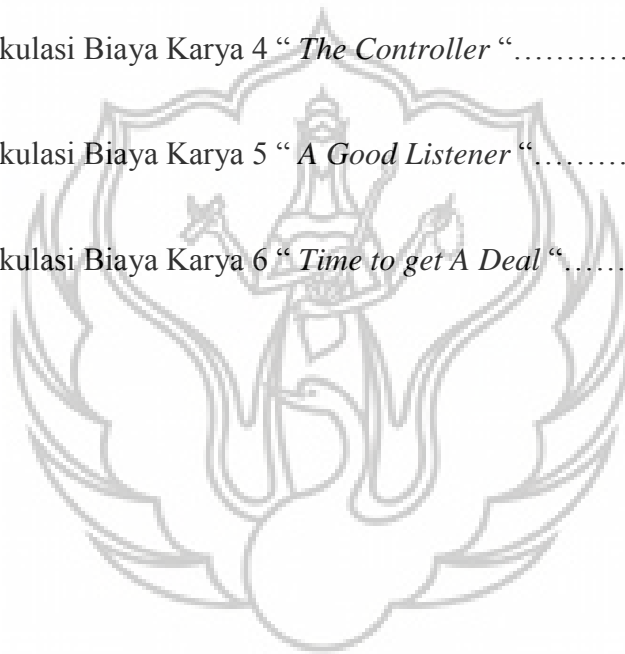 kulasi Biaya Karya 4 “ The Controller “…………
kulasi Biaya Karya 5 “ A Good Listener “………
kulasi Biaya Karya 6 “ Time to get A Deal “……